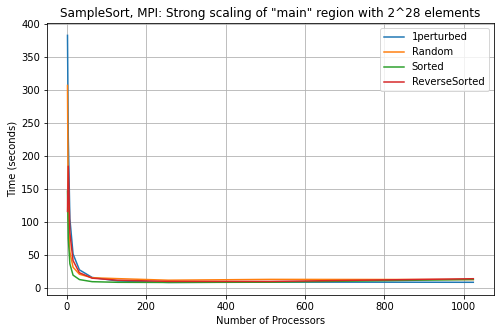 SampleSort, MPI: Strong scaling of "main" region with 2^28 elements
1perturbed
Random
Sorted
ReverseSorted
Time (seconds)
400
350
300
250
200
150
100
50
0
0 200 400 600 800 1000
Number of Processors